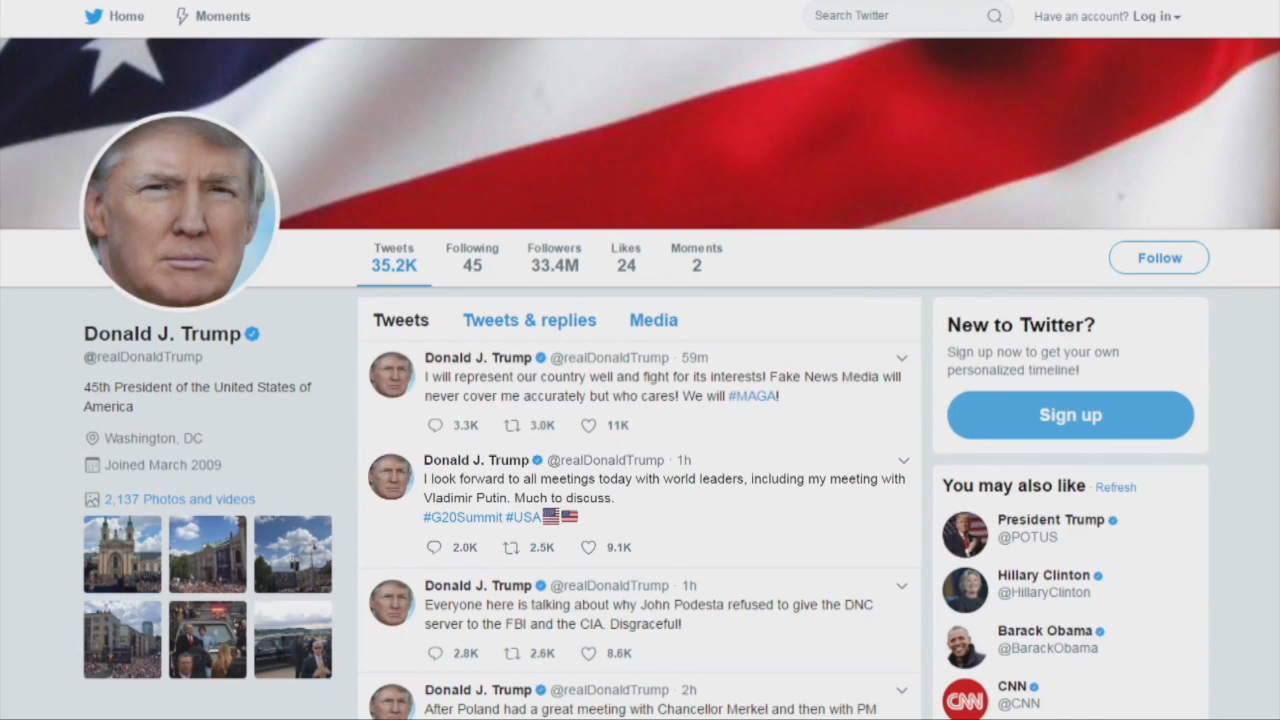 Home Moments Search Twitter Have an account? Log in
Tweets Following Followers Likes Moments
35.2K 45 33.4M 24 2
Follow
Donald J. Trump
@realDonaldTrump
45th President of the United States of
America
Washington, DC
Joined March 2009
2,137 Photos and videos
Tweets Tweets & replies Media
Donald J. Trump @realDonaldTrump · 59m
I will represent our country well and fight for its interests! Fake News Media will
never cover me accurately but who cares! We will #MAGA!
3.3K 3.0K 11K
Donald J. Trump @realDonaldTrump · 1h
I look forward to all meetings today with world leaders, including my meeting with
Vladimir Putin. Much to discuss.
#G20Summit #USA
2.0K 2.5K 9.1K
Donald J. Trump @realDonaldTrump · 1h
Everyone here is talking about why John Podesta refused to give the DNC
server to the FBI and the CIA. Disgraceful!
2.8K 2.6K 8.6K
Donald J. Trump @realDonaldTrump · 2h
After Poland had a great meeting with Chancellor Merkel and then with PM
New to Twitter?
Sign up now to get your own
personalized timeline!
Sign up
You may also like · Refresh
President Trump
@POTUS
Hillary Clinton
@HillaryClinton
Barack Obama
@BarackObama
CNN
CNN
@CNN